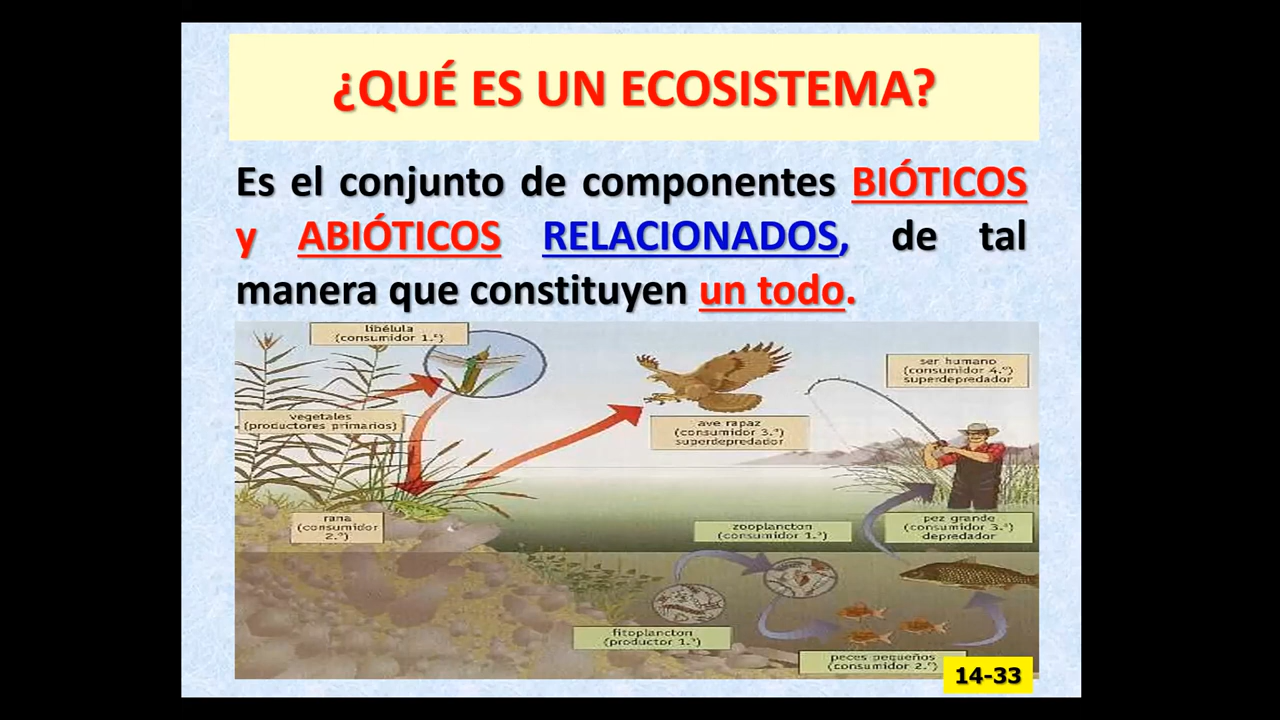 ¿QUÉ ES UN ECOSISTEMA?
Es el conjunto de componentes BIÓTICOS
y ABIÓTICOS RELACIONADOS, de tal
manera que constituyen un todo.
libélula
(consumidor 1.º)
vegetales
(productores primarios)
rana
(consumidor
2.º)
ave rapaz
(consumidor 3.º)
superdepredador
ser humano
(consumidor 4.º)
superdepredador
zooplancton
(consumidor 1.º)
pez grande
(consumidor 3.º)
depredador
fitoplancton
(productor 1.º)
peces pequeños
(consumidor 2.º)
14-33